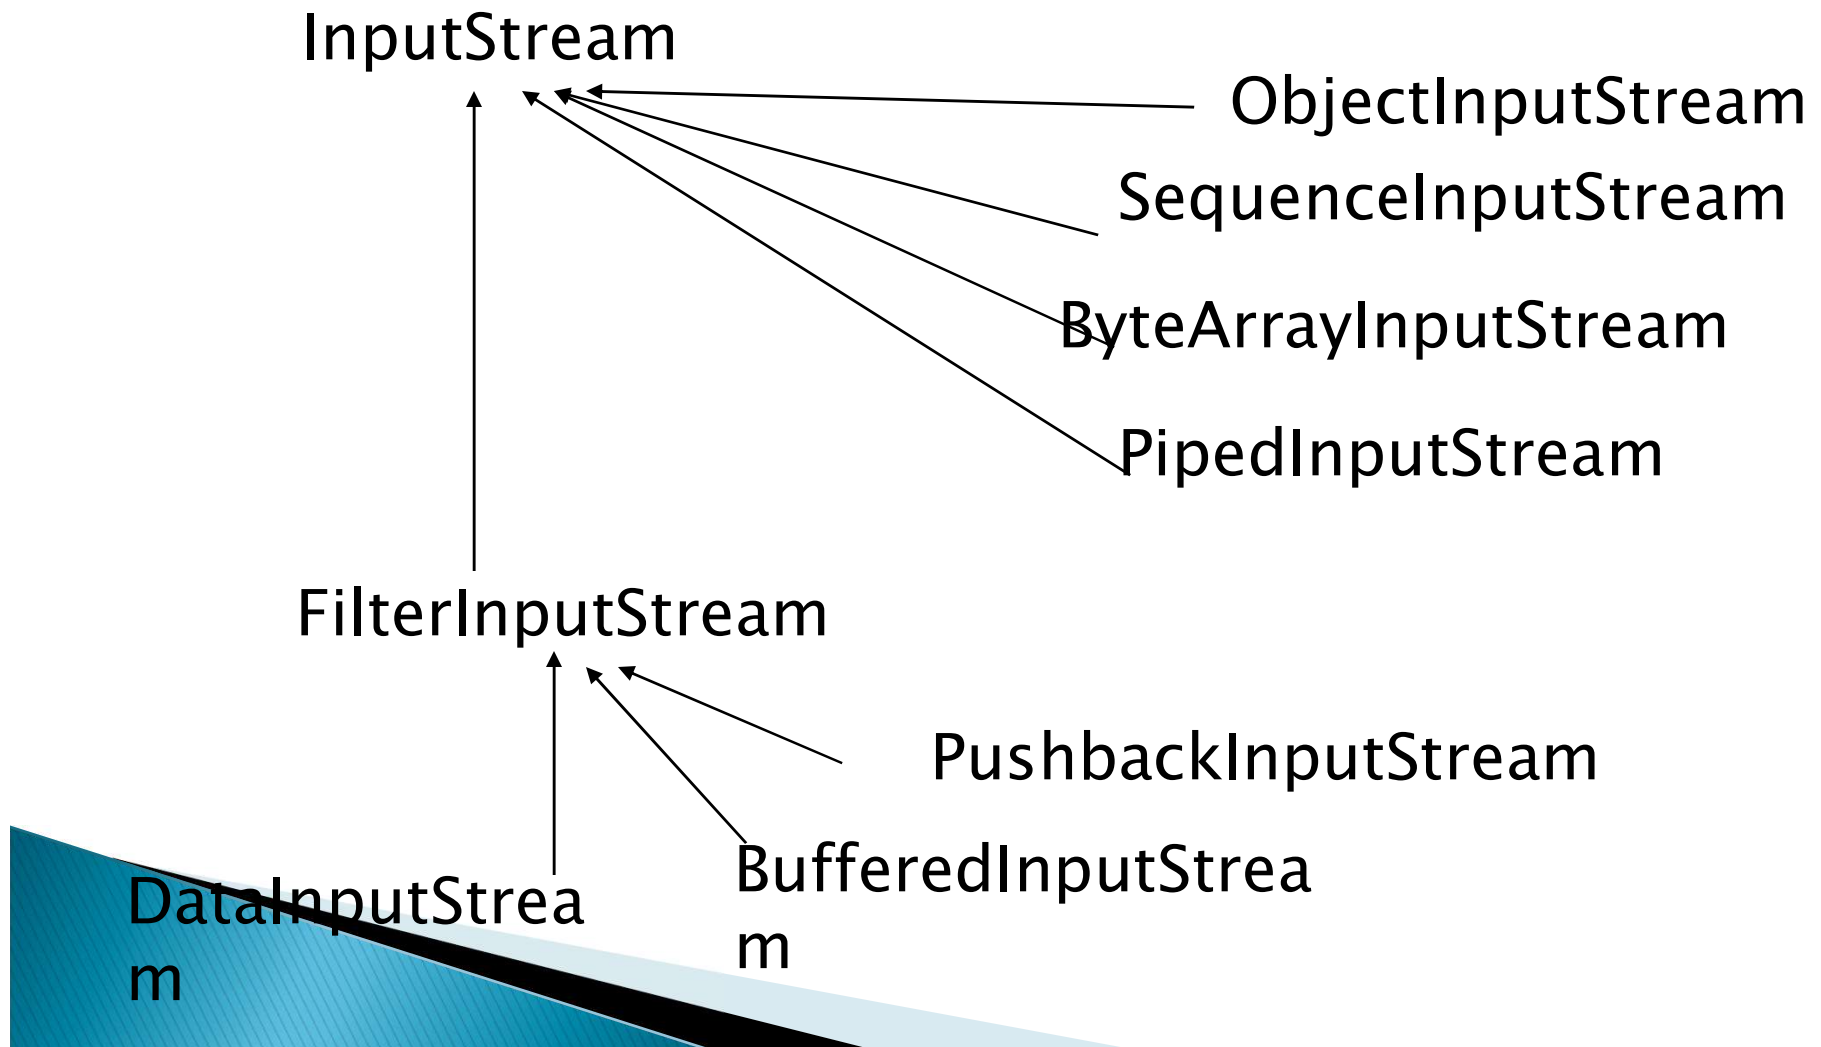 InputStream
ObjectInputStream
SequenceInputStream
ByteArrayInputStream
PipedInputStream
FilterInputStream
PushbackInputStream
BufferedInputStrea
m
DataInputStrea
m